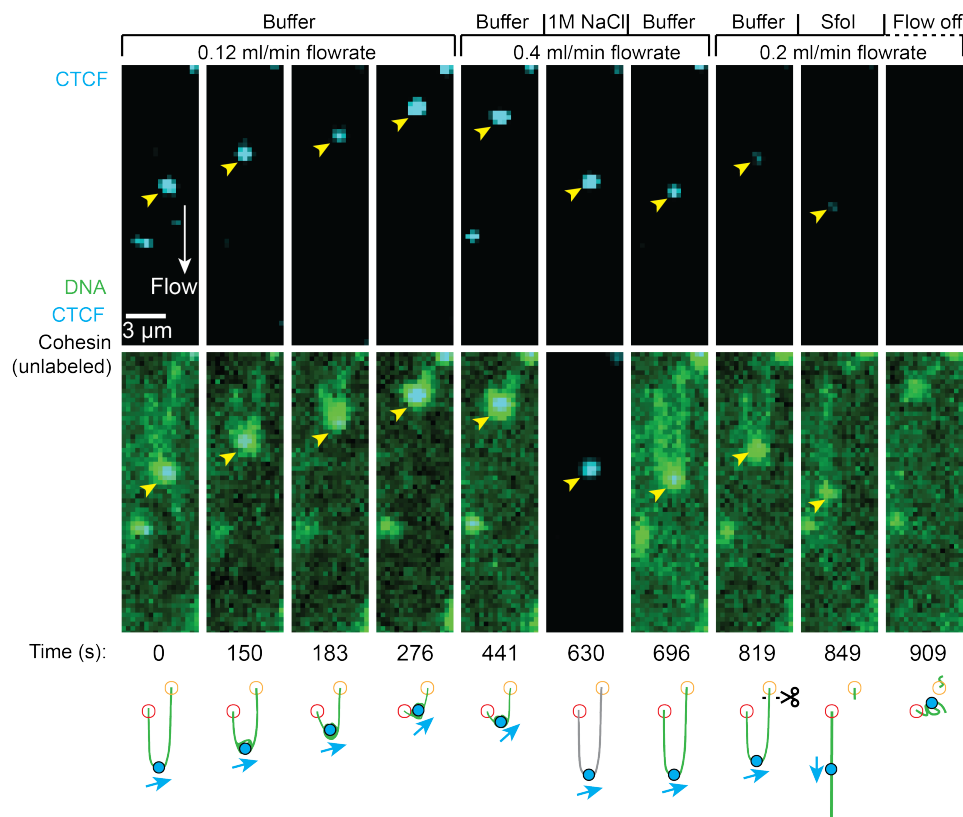 Buffer Buffer 1M NaCl Buffer Buffer SfoI Flow off
0.12 ml/min flowrate 0.4 ml/min flowrate 0.2 ml/min flowrate
CTCF
Flow
DNA
CTCF
3 μm
Cohesin
(unlabeled)
Time (s): 0 150 183 276 441 630 696 819 849 909